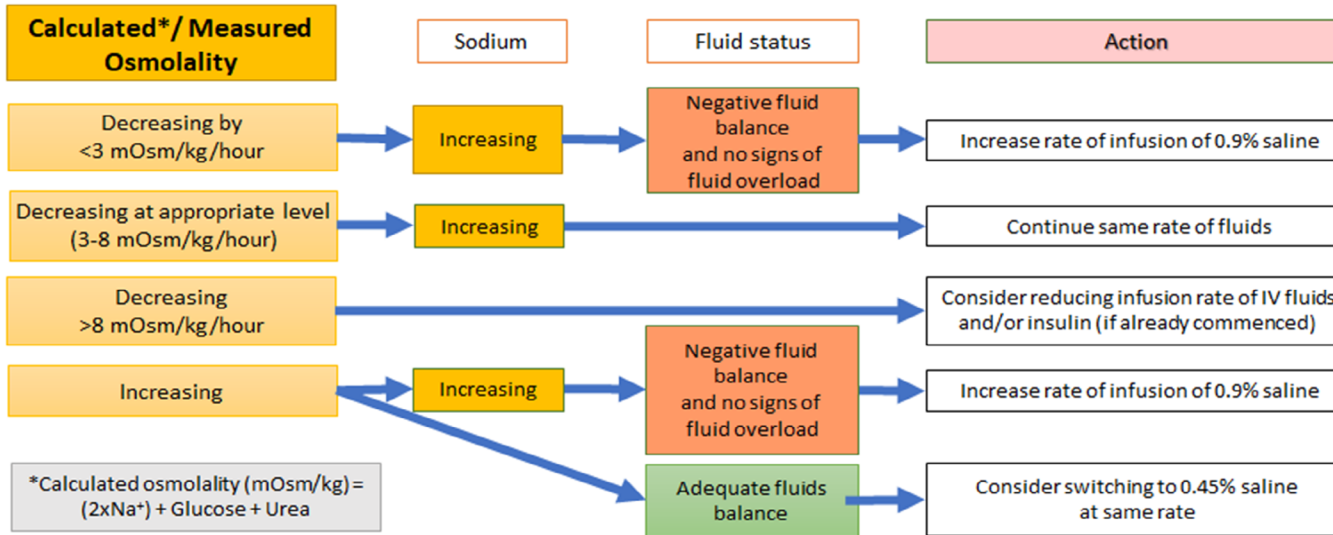 Calculated*/ Measured
Osmolality
Sodium
Fluid status
Action
Decreasing by
<3 mOsm/kg/hour
Increasing
Negative fluid
balance
and no signs of
fluid overload
Increase rate of infusion of 0.9% saline
Decreasing at appropriate level
(3-8 mOsm/kg/hour)
Increasing
Continue same rate of fluids
Decreasing
>8 mOsm/kg/hour
Consider reducing infusion rate of IV fluids
and/or insulin (if already commenced)
Increasing
Increasing
Negative fluid
balance
and no signs of
fluid overload
Increase rate of infusion of 0.9% saline
*Calculated osmolality (mOsm/kg) =
(2xNa⁺) + Glucose + Urea
Adequate fluids
balance
Consider switching to 0.45% saline
at same rate